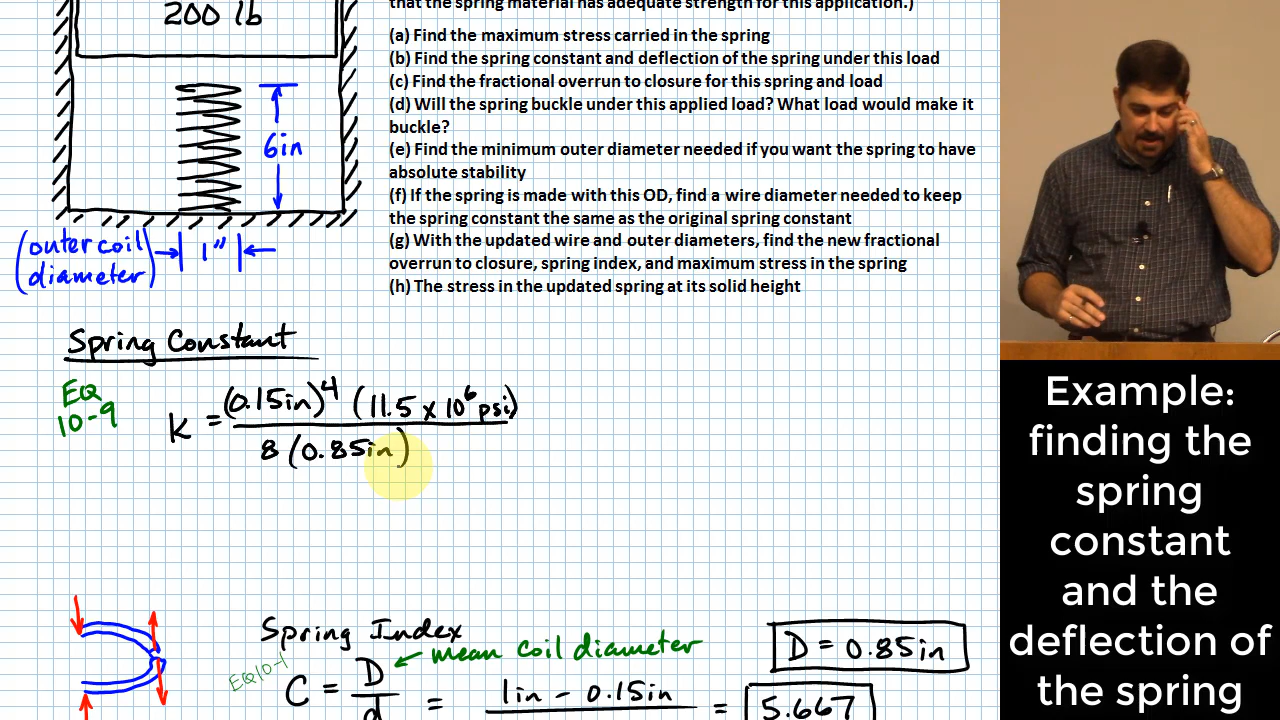 200 lb
that the spring material has adequate strength for this application.)
(a) Find the maximum stress carried in the spring
(b) Find the spring constant and deflection of the spring under this load
(c) Find the fractional overrun to closure for this spring and load
(d) Will the spring buckle under this applied load? What load would make it
buckle?
(e) Find the minimum outer diameter needed if you want the spring to have
absolute stability
(f) If the spring is made with this OD, find a wire diameter needed to keep
the spring constant the same as the original spring constant
(g) With the updated wire and outer diameters, find the new fractional
overrun to closure, spring index, and maximum stress in the spring
(h) The stress in the updated spring at its solid height
6in
(outer coil
diameter)
1"
Spring Constant
EQ
10-9
k = (0.15in)⁴ (11.5 x 10⁶ psi)
8 (0.85in)
Spring Index
mean coil diameter
D = 0.85in
EQ10-1
C = D
d
= 1in - 0.15in
= 5.667
Example:
finding the
spring
constant
and the
deflection of
the spring